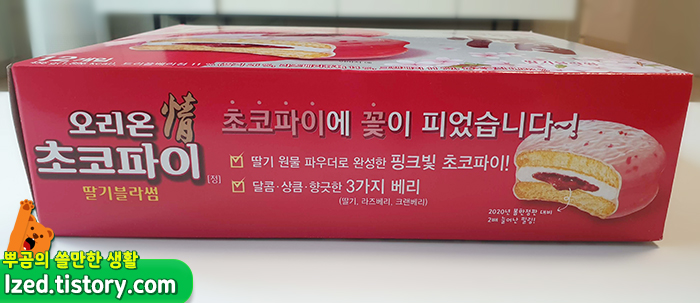 오리온 情
초코파이 [정]
딸기블라썸
초코파이에 꽃이 피었습니다~!
딸기 원물 파우더로 완성한 핑크빛 초코파이!
달콤·상큼·향긋한 3가지 베리
(딸기, 라즈베리, 크랜베리)
2020년 봄한정판 대비
2배 늘어난 딸기잼!
뿌곰의 쓸만한 생활
lzed.tistory.com